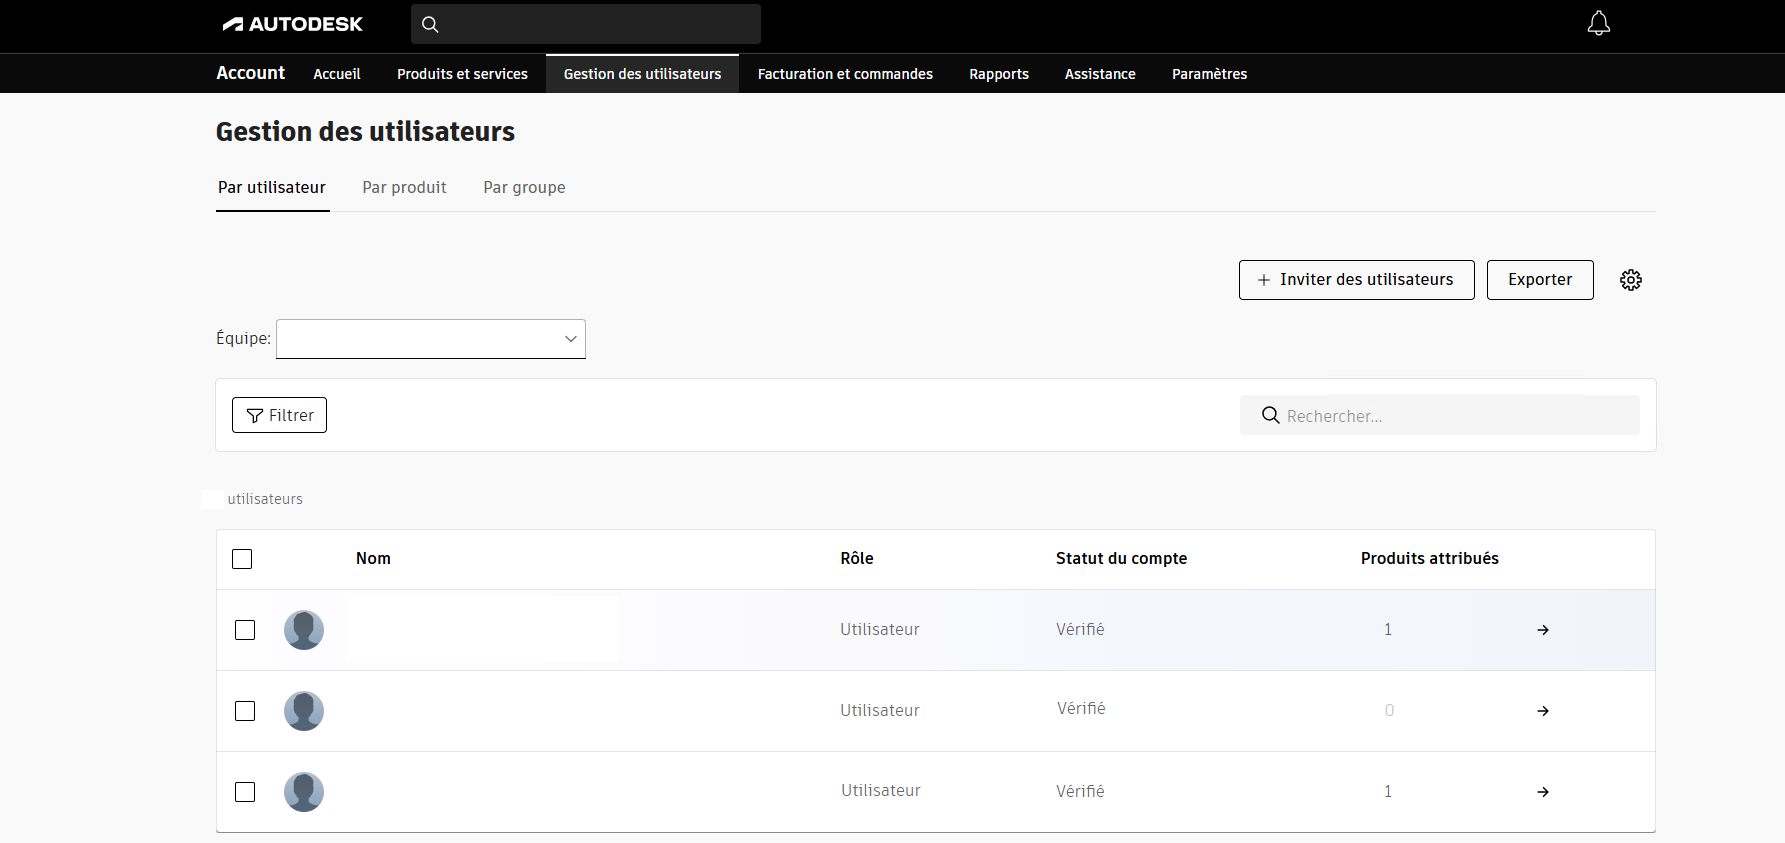 AUTODESK
Account Accueil Produits et services Gestion des utilisateurs Facturation et commandes Rapports Assistance Paramètres
Gestion des utilisateurs
Par utilisateur Par produit Par groupe
+ Inviter des utilisateurs Exporter
Équipe:
Filtrer Rechercher...
utilisateurs
Nom Rôle Statut du compte Produits attribués
Utilisateur Vérifié 1
Utilisateur Vérifié 0
Utilisateur Vérifié 1